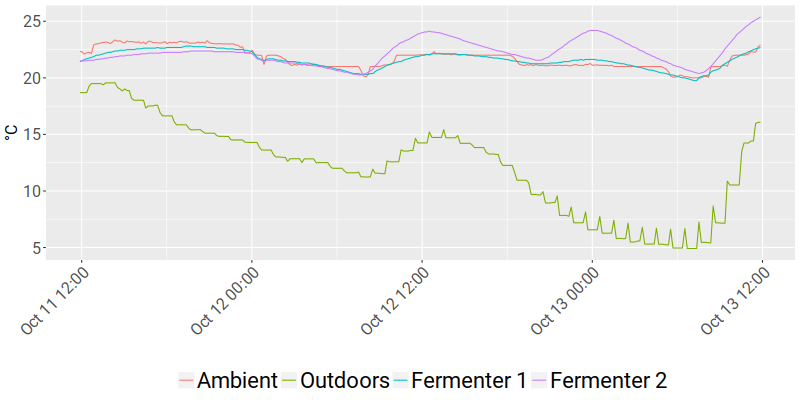 °C
25
20
15
10
5
Oct 11 12:00
Oct 12 00:00
Oct 12 12:00
Oct 13 00:00
Oct 13 12:00
Ambient Outdoors Fermenter 1 Fermenter 2